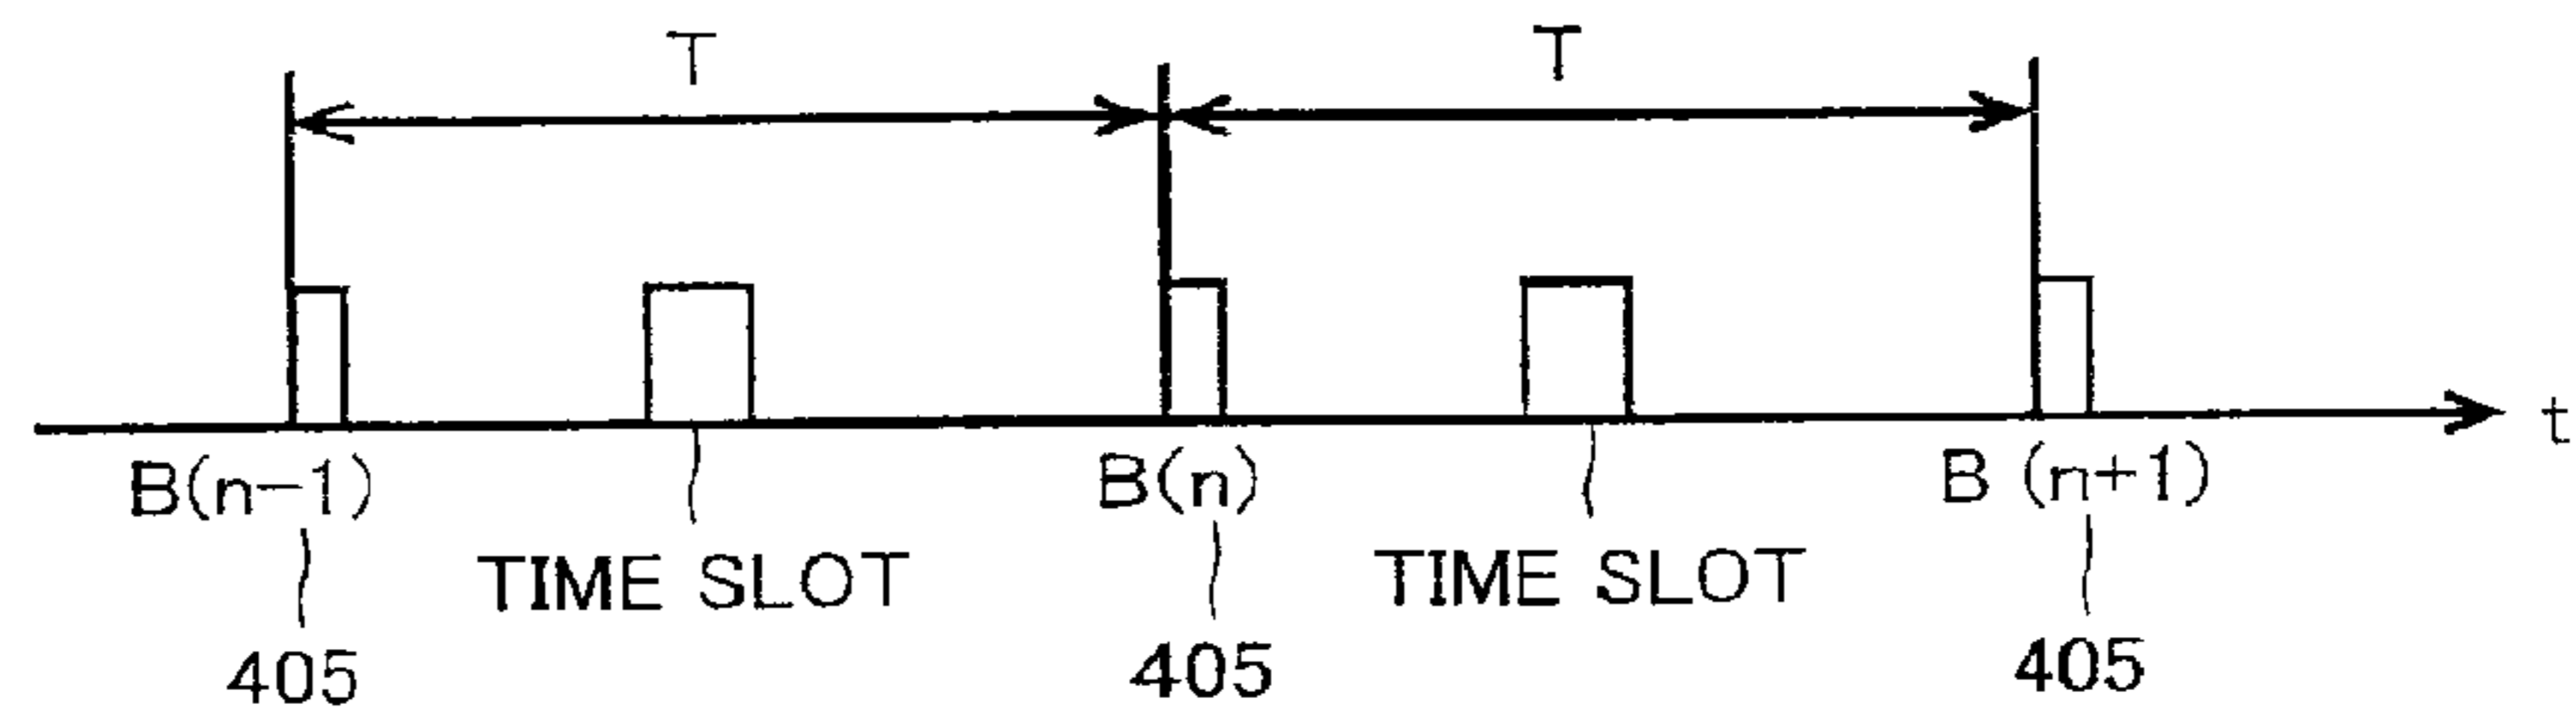 T T
t
B(n-1) B(n) B (n+1)
TIME SLOT TIME SLOT
405 405 405